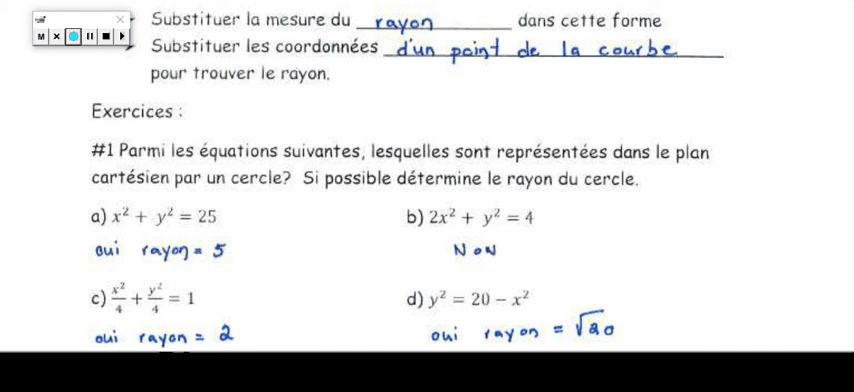 Substituer la mesure du rayon dans cette forme
Substituer les coordonnées d'un point de la courbe
pour trouver le rayon.
Exercices :
#1 Parmi les équations suivantes, lesquelles sont représentées dans le plan
cartésien par un cercle? Si possible détermine le rayon du cercle.
a) x² + y² = 25 b) 2x² + y² = 4
oui rayon = 5 NON
c) x²/4 + y²/4 = 1 d) y² = 20 − x²
oui rayon = 2 oui rayon = √20